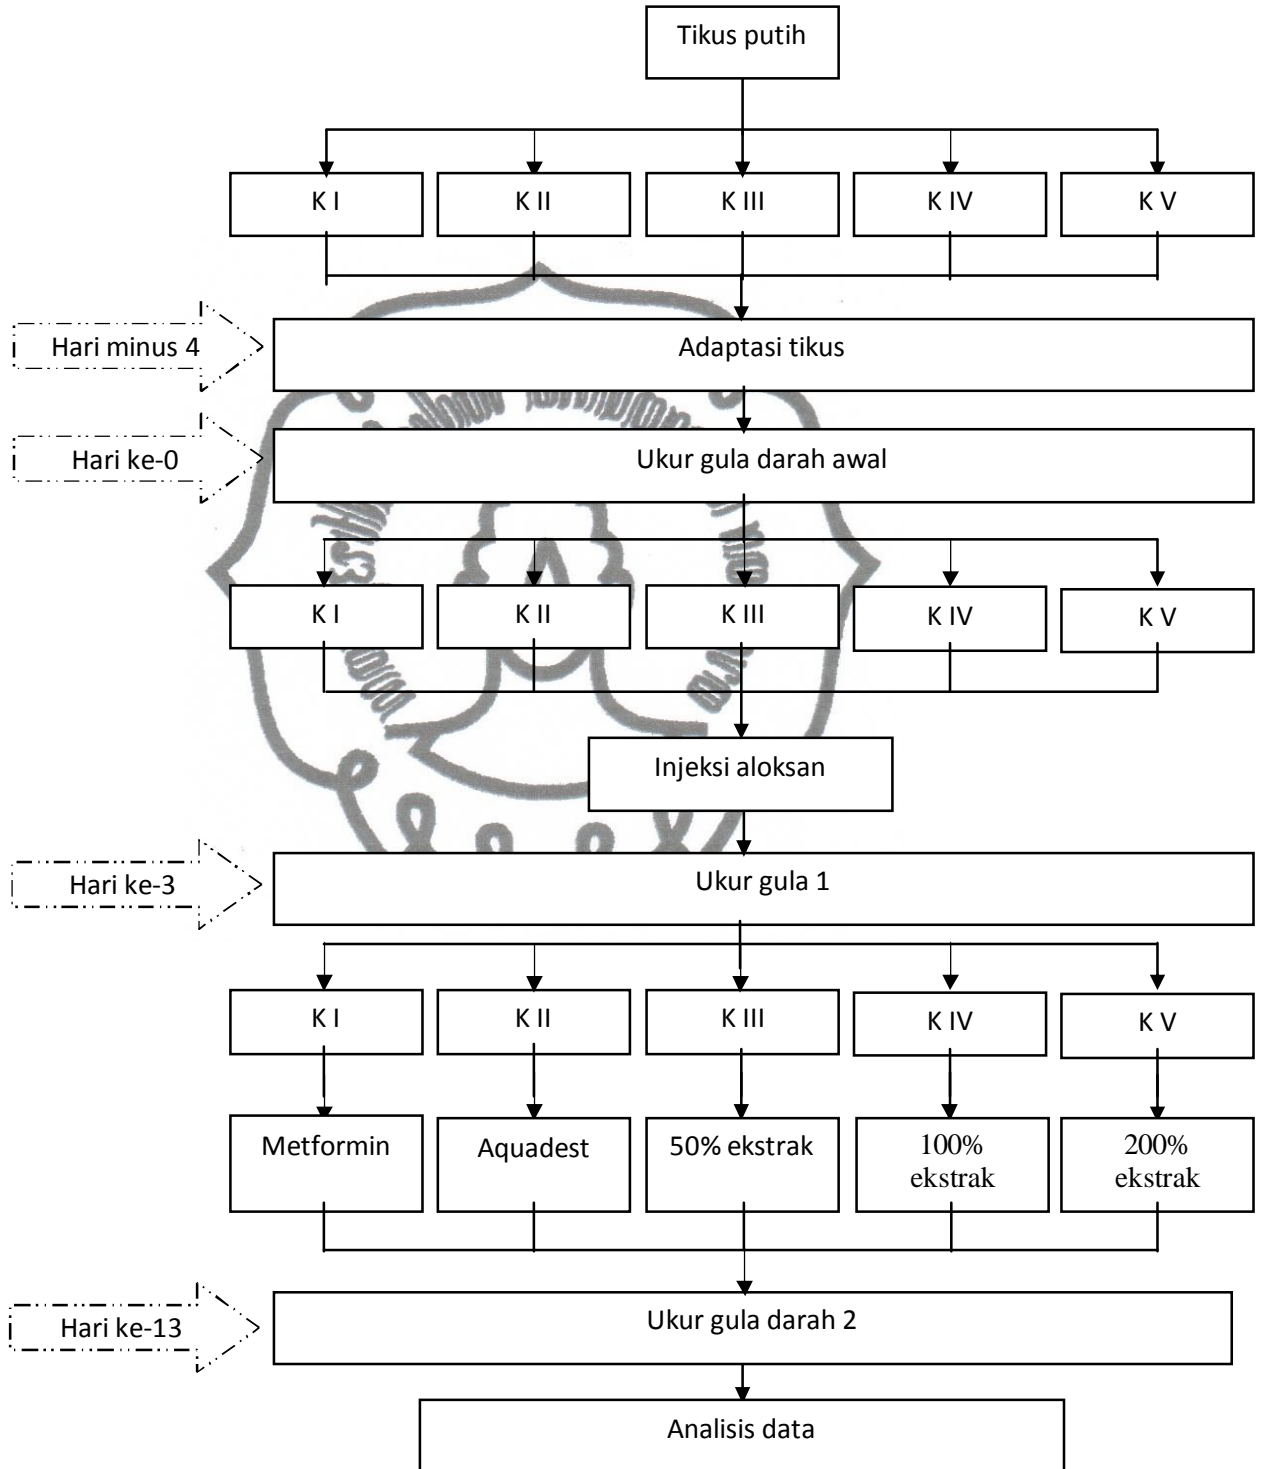 Tikus putih
K I
K II
K III
K IV
K V
Hari minus 4
Adaptasi tikus
Hari ke-0
Ukur gula darah awal
K I
K II
K III
K IV
K V
Injeksi aloksan
Hari ke-3
Ukur gula 1
K I
K II
K III
K IV
K V
Metformin
Aquadest
50% ekstrak
100%
ekstrak
200%
ekstrak
Hari ke-13
Ukur gula darah 2
Analisis data